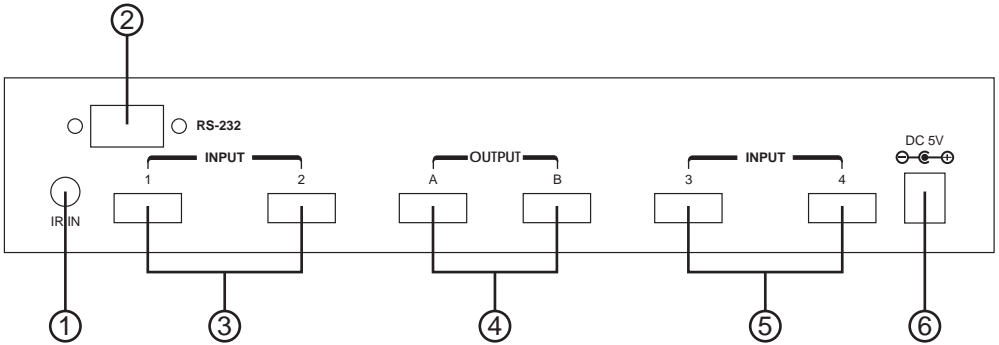 2
RS-232
DC 5V
INPUT OUTPUT INPUT
1 2 A B 3 4
IR IN
1 3 4 5 6